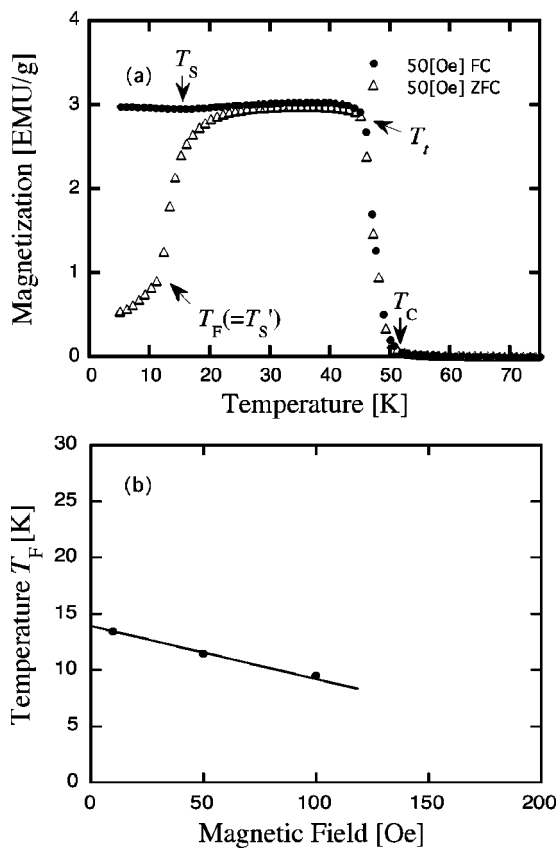 (a)
T_S
50[Oe] FC
50[Oe] ZFC
T_t
T_F(=T_S')
T_C
Magnetization [EMU/g]
4
3
2
1
0
0 10 20 30 40 50 60 70
Temperature [K]
(b)
Temperature T_F [K]
30
25
20
15
10
5
0
0 50 100 150 200
Magnetic Field [Oe]